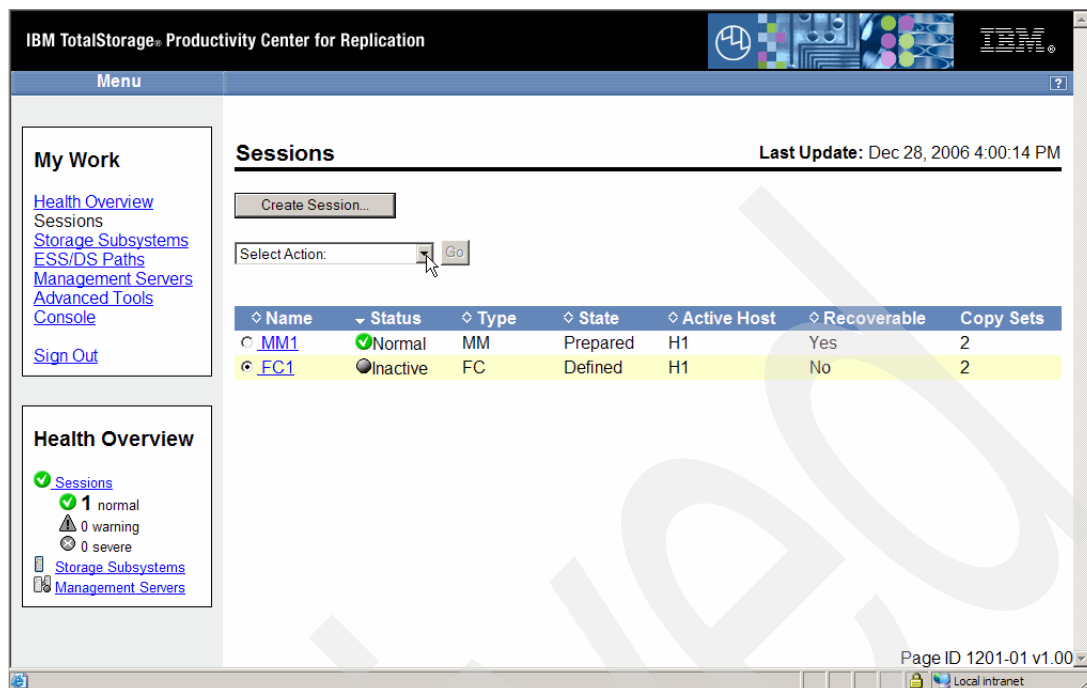 IBM TotalStorage® Productivity Center for Replication
IBM®
Menu
?
My Work
Health Overview
Sessions
Storage Subsystems
ESS/DS Paths
Management Servers
Advanced Tools
Console
Sign Out
Health Overview
Sessions
1 normal
0 warning
0 severe
Storage Subsystems
Management Servers
Sessions
Last Update: Dec 28, 2006 4:00:14 PM
Create Session...
Select Action: Go
Name Status Type State Active Host Recoverable Copy Sets
MM1 Normal MM Prepared H1 Yes 2
FC1 Inactive FC Defined H1 No 2
Page ID 1201-01 v1.00
Local intranet